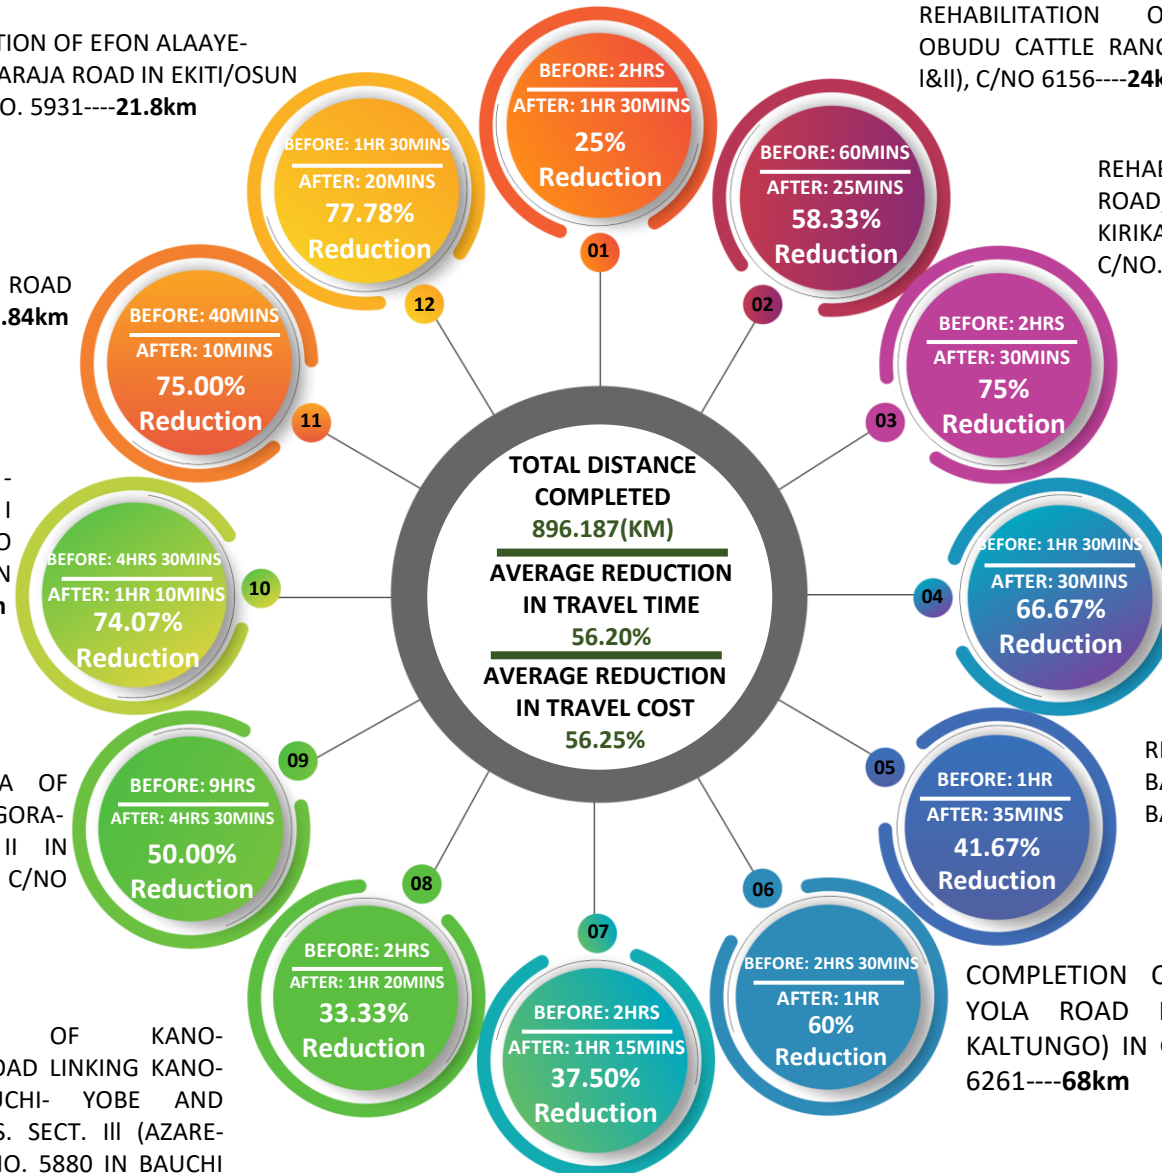 TION OF EFON ALAAYE-
ARAJA ROAD IN EKITI/OSUN
O. 5931----21.8km
REHABILITATION O
OBUDU CATTLE RANC
I&II), C/NO 6156----24k
REHAB
ROAD,
KIRIKA
C/NO.
ROAD
.84km
-
I
O
N
A OF
GORA-
II IN
C/NO
R
BA
BA
COMPLETION O
YOLA ROAD
KALTUNGO) IN
6261----68km
OF KANO-
OAD LINKING KANO-
UCHI- YOBE AND
S. SECT. III (AZARE-
NO. 5880 IN BAUCHI
BEFORE: 2HRS
AFTER: 1HR 30MINS
25%
Reduction
01
BEFORE: 60MINS
AFTER: 25MINS
58.33%
Reduction
02
BEFORE: 2HRS
AFTER: 30MINS
75%
Reduction
03
BEFORE: 1HR 30MINS
AFTER: 30MINS
66.67%
Reduction
04
BEFORE: 1HR
AFTER: 35MINS
41.67%
Reduction
05
BEFORE: 2HRS 30MINS
AFTER: 1HR
60%
Reduction
06
BEFORE: 2HRS
AFTER: 1HR 15MINS
37.50%
Reduction
07
BEFORE: 2HRS
AFTER: 1HR 20MINS
33.33%
Reduction
08
BEFORE: 9HRS
AFTER: 4HRS 30MINS
50.00%
Reduction
09
BEFORE: 4HRS 30MINS
AFTER: 1HR 10MINS
74.07%
Reduction
10
BEFORE: 40MINS
AFTER: 10MINS
75.00%
Reduction
11
BEFORE: 1HR 30MINS
AFTER: 20MINS
77.78%
Reduction
12
TOTAL DISTANCE
COMPLETED
896.187(KM)
AVERAGE REDUCTION
IN TRAVEL TIME
56.20%
AVERAGE REDUCTION
IN TRAVEL COST
56.25%